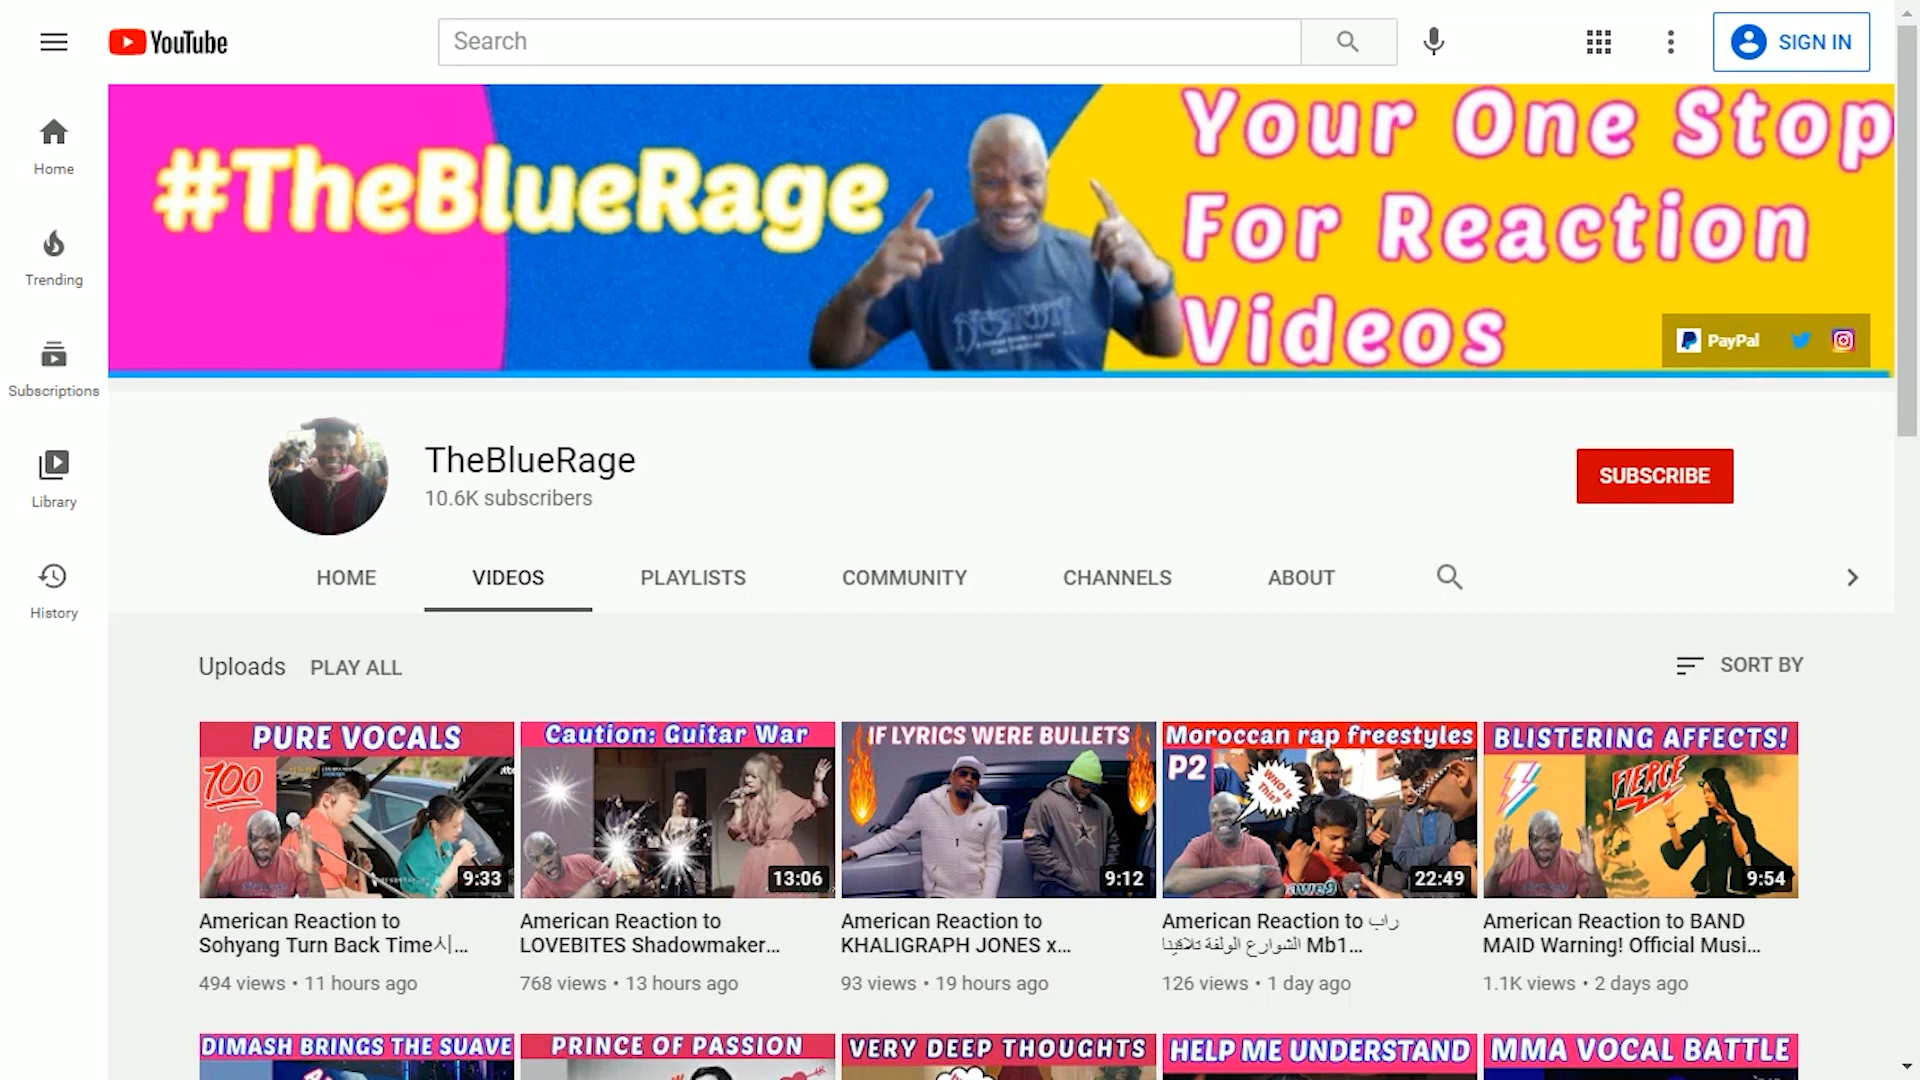 YouTube
Search
SIGN IN
Home
Trending
Subscriptions
Library
History
#TheBlueRage
Your One Stop
For Reaction
Videos
PayPal
TheBlueRage
10.6K subscribers
SUBSCRIBE
HOME VIDEOS PLAYLISTS COMMUNITY CHANNELS ABOUT
Uploads PLAY ALL
SORT BY
PURE VOCALS
100
9:33
American Reaction to
Sohyang Turn Back Time시...
494 views • 11 hours ago
Caution: Guitar War
13:06
American Reaction to
LOVEBITES Shadowmaker...
768 views • 13 hours ago
IF LYRICS WERE BULLETS
9:12
American Reaction to
KHALIGRAPH JONES x...
93 views • 19 hours ago
Moroccan rap freestyles
P2
WHO IS
This?
22:49
American Reaction to راب
الشوارع الولفة تلاقينا Mb1...
126 views • 1 day ago
BLISTERING AFFECTS!
FIERCE
9:54
American Reaction to BAND
MAID Warning! Official Musi...
1.1K views • 2 days ago
DIMASH BRINGS THE SUAVE
PRINCE OF PASSION
VERY DEEP THOUGHTS
HELP ME UNDERSTAND
MMA VOCAL BATTLE